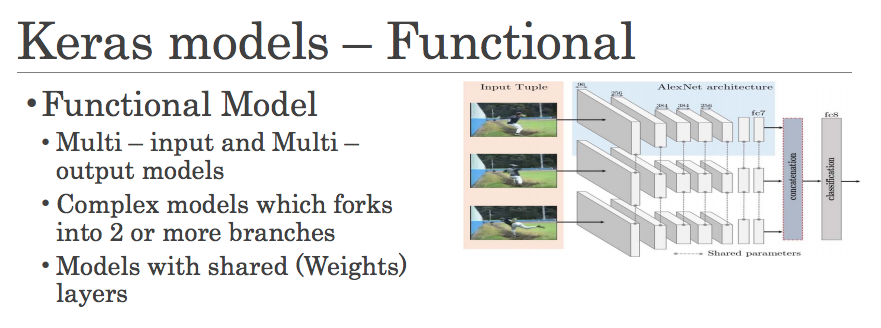 Keras models – Functional
•Functional Model
• Multi – input and Multi –
output models
• Complex models which forks
into 2 or more branches
• Models with shared (Weights)
layers
Input Tuple
AlexNet architecture
96
256
384
384
256
fc7
fc8
concatenation
classification
Shared parameters